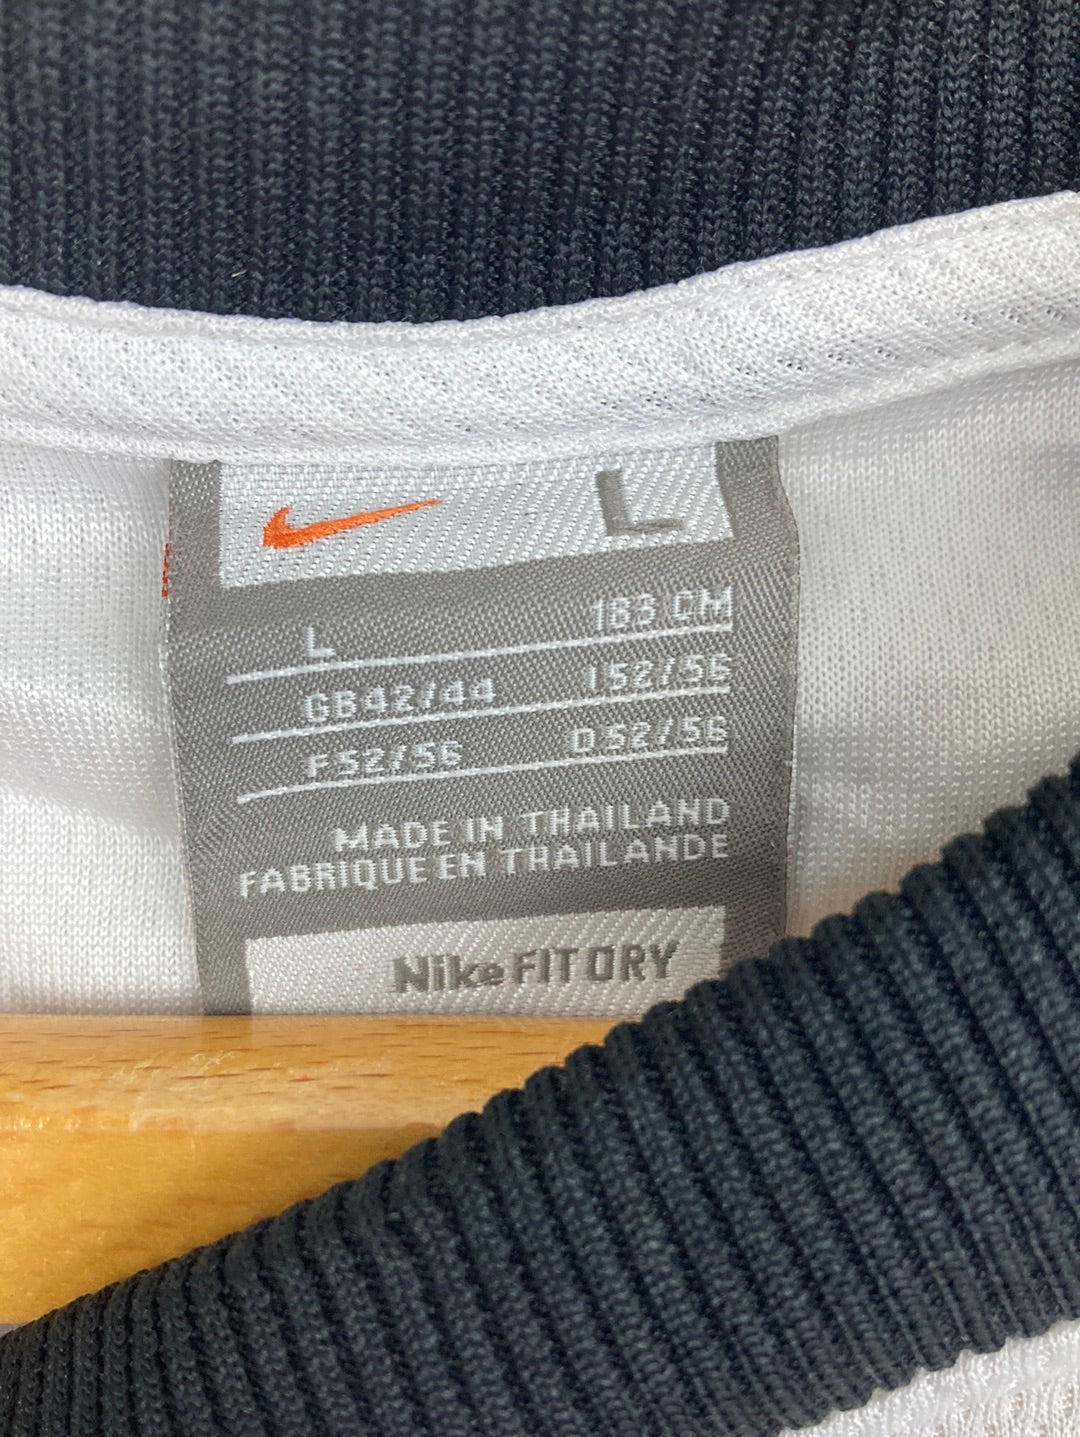 L
L 183 CM
GB42/44 I52/56
F52/56 D52/56
MADE IN THAILAND
FABRIQUE EN THAILANDE
Nike FIT DRY